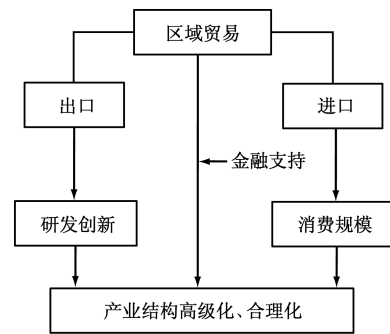 区域贸易
出口
进口
金融支持
研发创新
消费规模
产业结构高级化、合理化